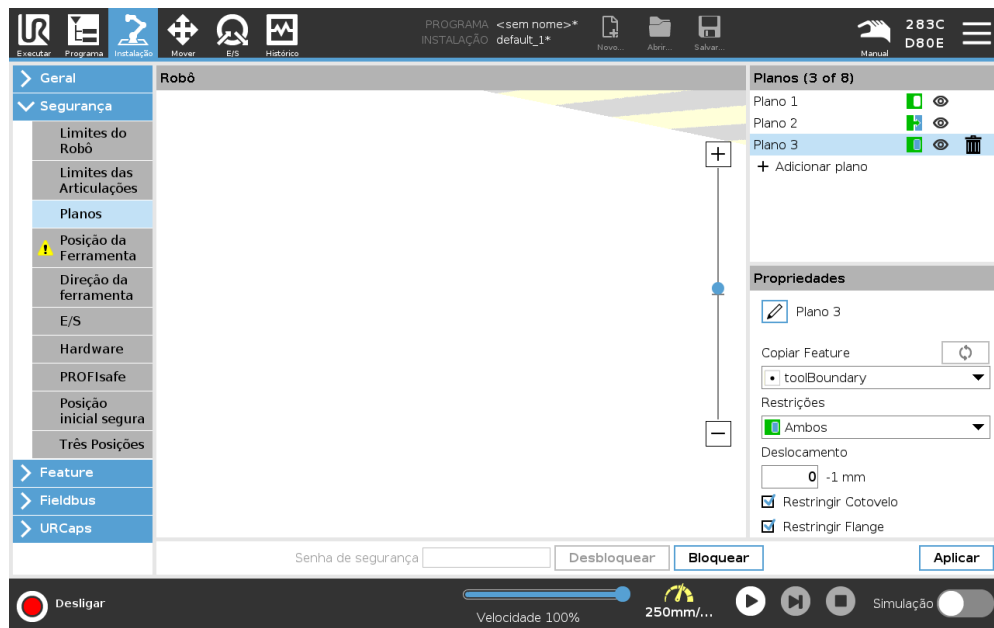 Executar
Programa
Instalação
Mover
E/S
Histórico
PROGRAMA <sem nome>*
INSTALAÇÃO default_1*
Novo...
Abrir...
Salvar...
Manual
283C
D80E
Geral
Segurança
Limites do
Robô
Limites das
Articulações
Planos
Posição da
Ferramenta
Direção da
ferramenta
E/S
Hardware
PROFIsafe
Posição
inicial segura
Três Posições
Feature
Fieldbus
URCaps
Robô
Planos (3 of 8)
Plano 1
Plano 2
Plano 3
+ Adicionar plano
Propriedades
Plano 3
Copiar Feature
toolBoundary
Restrições
Ambos
Deslocamento
0 -1 mm
Restringir Cotovelo
Restringir Flange
Senha de segurança
Desbloquear
Bloquear
Aplicar
Desligar
Velocidade 100%
250mm/...
Simulação